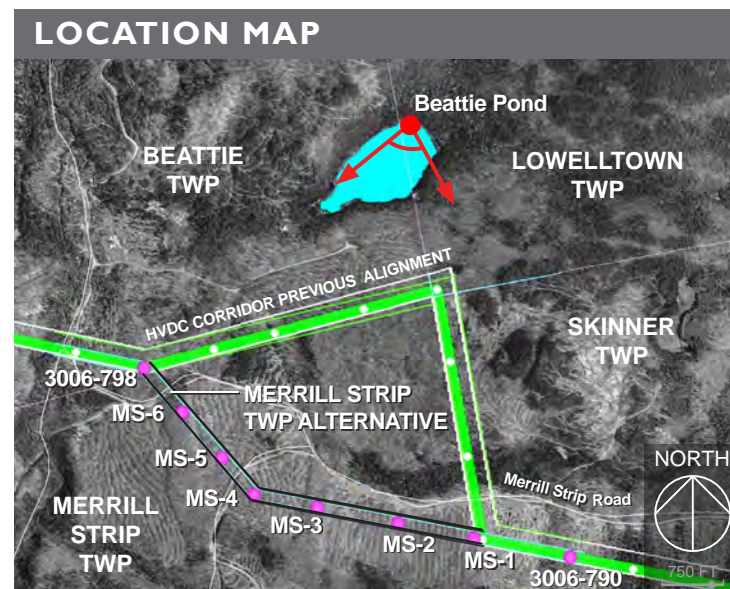 LOCATION MAP
Beattie Pond
BEATTIE
TWP
LOWELLTOWN
TWP
HVDC CORRIDOR PREVIOUS ALIGNMENT
SKINNER
TWP
3006-798
MERRILL STRIP
TWP ALTERNATIVE
MS-6
MS-5
MS-4
MS-3
MS-2
MS-1
Merrill Strip Road
NORTH
MERRILL
STRIP
TWP
3006-790
750 FT